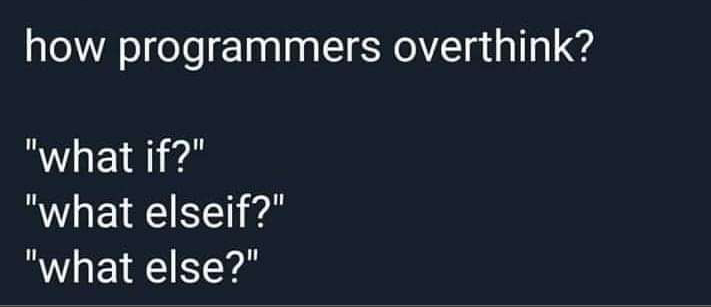 how programmers overthink?
"what if?"
"what elseif?"
"what else?"